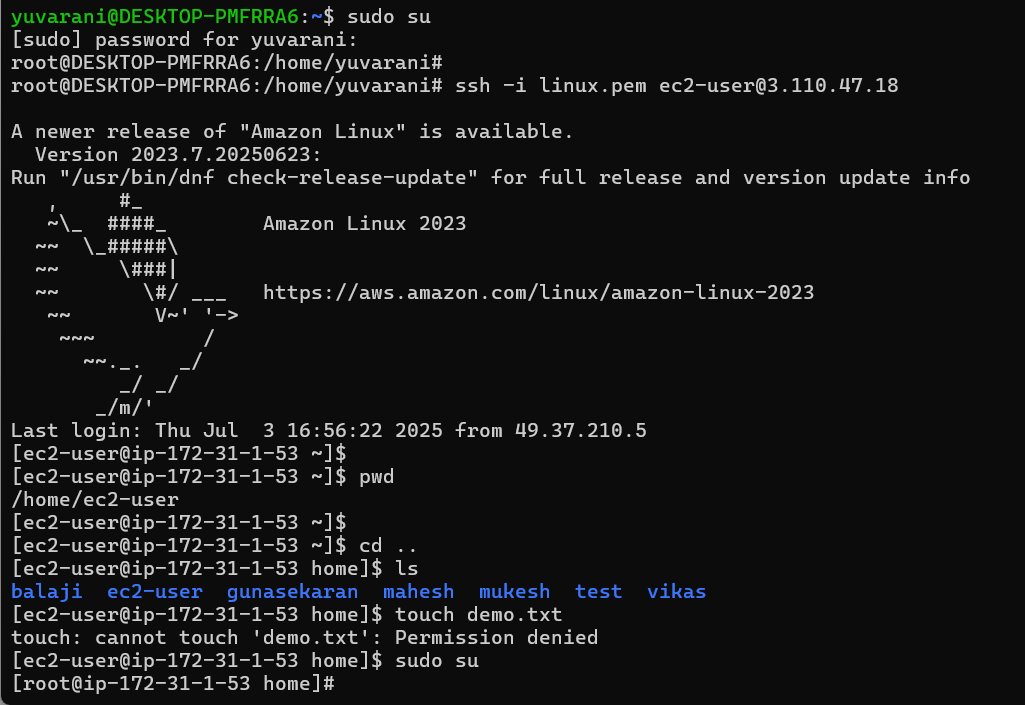 yuvarani@DESKTOP-PMFRRA6:~$ sudo su
[sudo] password for yuvarani:
root@DESKTOP-PMFRRA6:/home/yuvarani#
root@DESKTOP-PMFRRA6:/home/yuvarani# ssh -i linux.pem ec2-user@3.110.47.18

A newer release of "Amazon Linux" is available.
  Version 2023.7.20250623:
Run "/usr/bin/dnf check-release-update" for full release and version update info
   ,     #_
   ~\_  ####_        Amazon Linux 2023
  ~~  \_#####\
  ~~     \###|
  ~~       \#/ ___   https://aws.amazon.com/linux/amazon-linux-2023
   ~~       V~' '->
    ~~~         /
      ~~._.   _/
         _/ _/
       _/m/'
Last login: Thu Jul  3 16:56:22 2025 from 49.37.210.5
[ec2-user@ip-172-31-1-53 ~]$
[ec2-user@ip-172-31-1-53 ~]$ pwd
/home/ec2-user
[ec2-user@ip-172-31-1-53 ~]$
[ec2-user@ip-172-31-1-53 ~]$ cd ..
[ec2-user@ip-172-31-1-53 home]$ ls
balaji  ec2-user  gunasekaran  mahesh  mukesh  test  vikas
[ec2-user@ip-172-31-1-53 home]$ touch demo.txt
touch: cannot touch 'demo.txt': Permission denied
[ec2-user@ip-172-31-1-53 home]$ sudo su
[root@ip-172-31-1-53 home]#